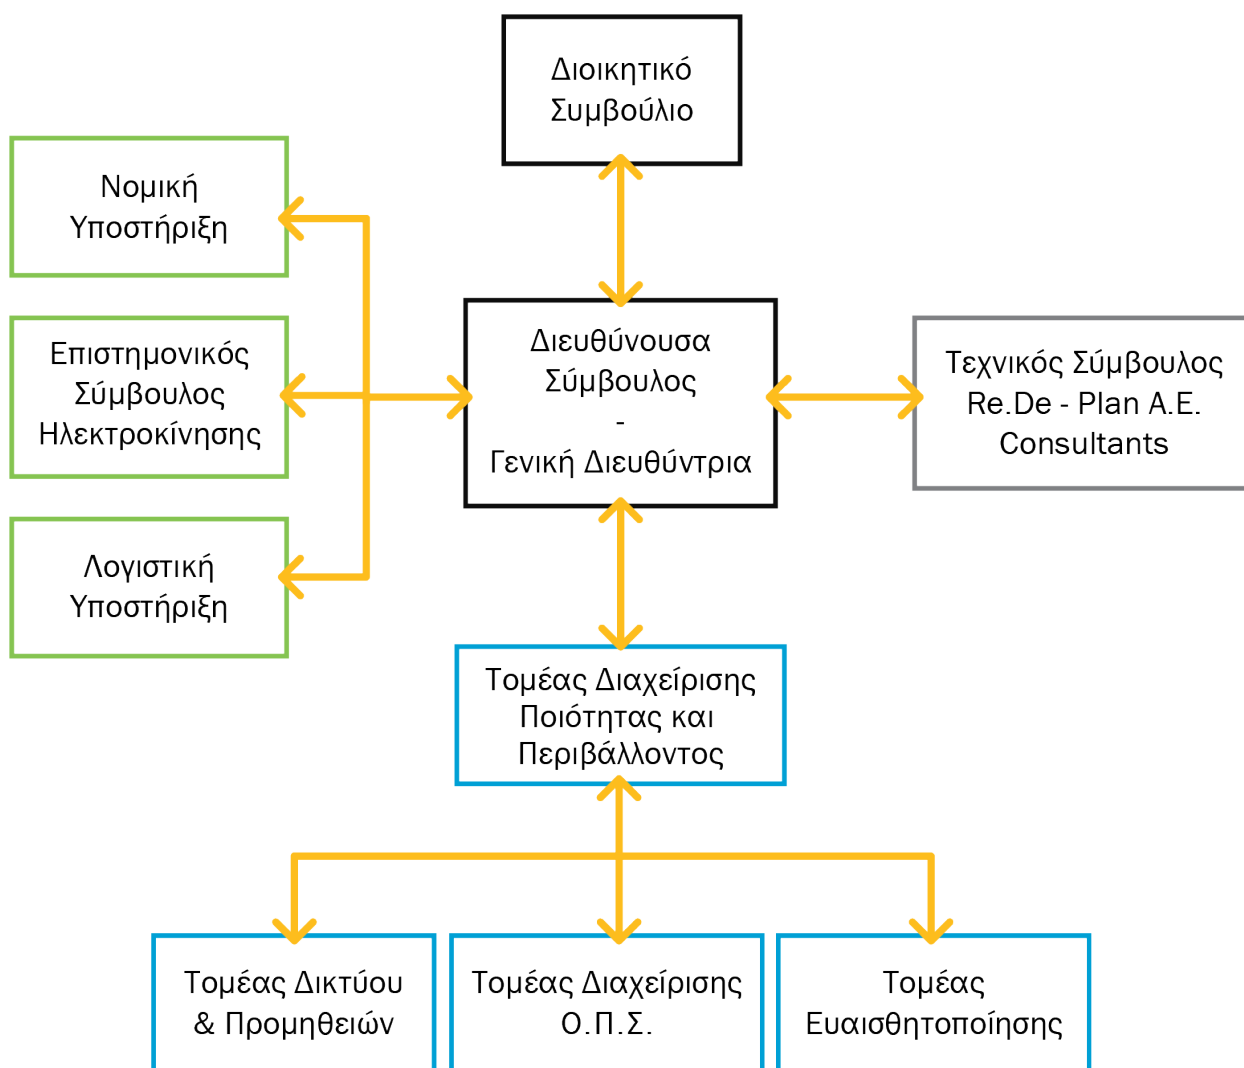 Διοικητικό
Συμβούλιο
Νομική
Υποστήριξη
Επιστημονικός
Σύμβουλος
Ηλεκτροκίνησης
Λογιστική
Υποστήριξη
Διευθύνουσα
Σύμβουλος
-
Γενική Διευθύντρια
Τεχνικός Σύμβουλος
Re.De - Plan A.E.
Consultants
Τομέας Διαχείρισης
Ποιότητας και
Περιβάλλοντος
Τομέας Δικτύου
& Προμηθειών
Τομέας Διαχείρισης
Ο.Π.Σ.
Τομέας
Ευαισθητοποίησης